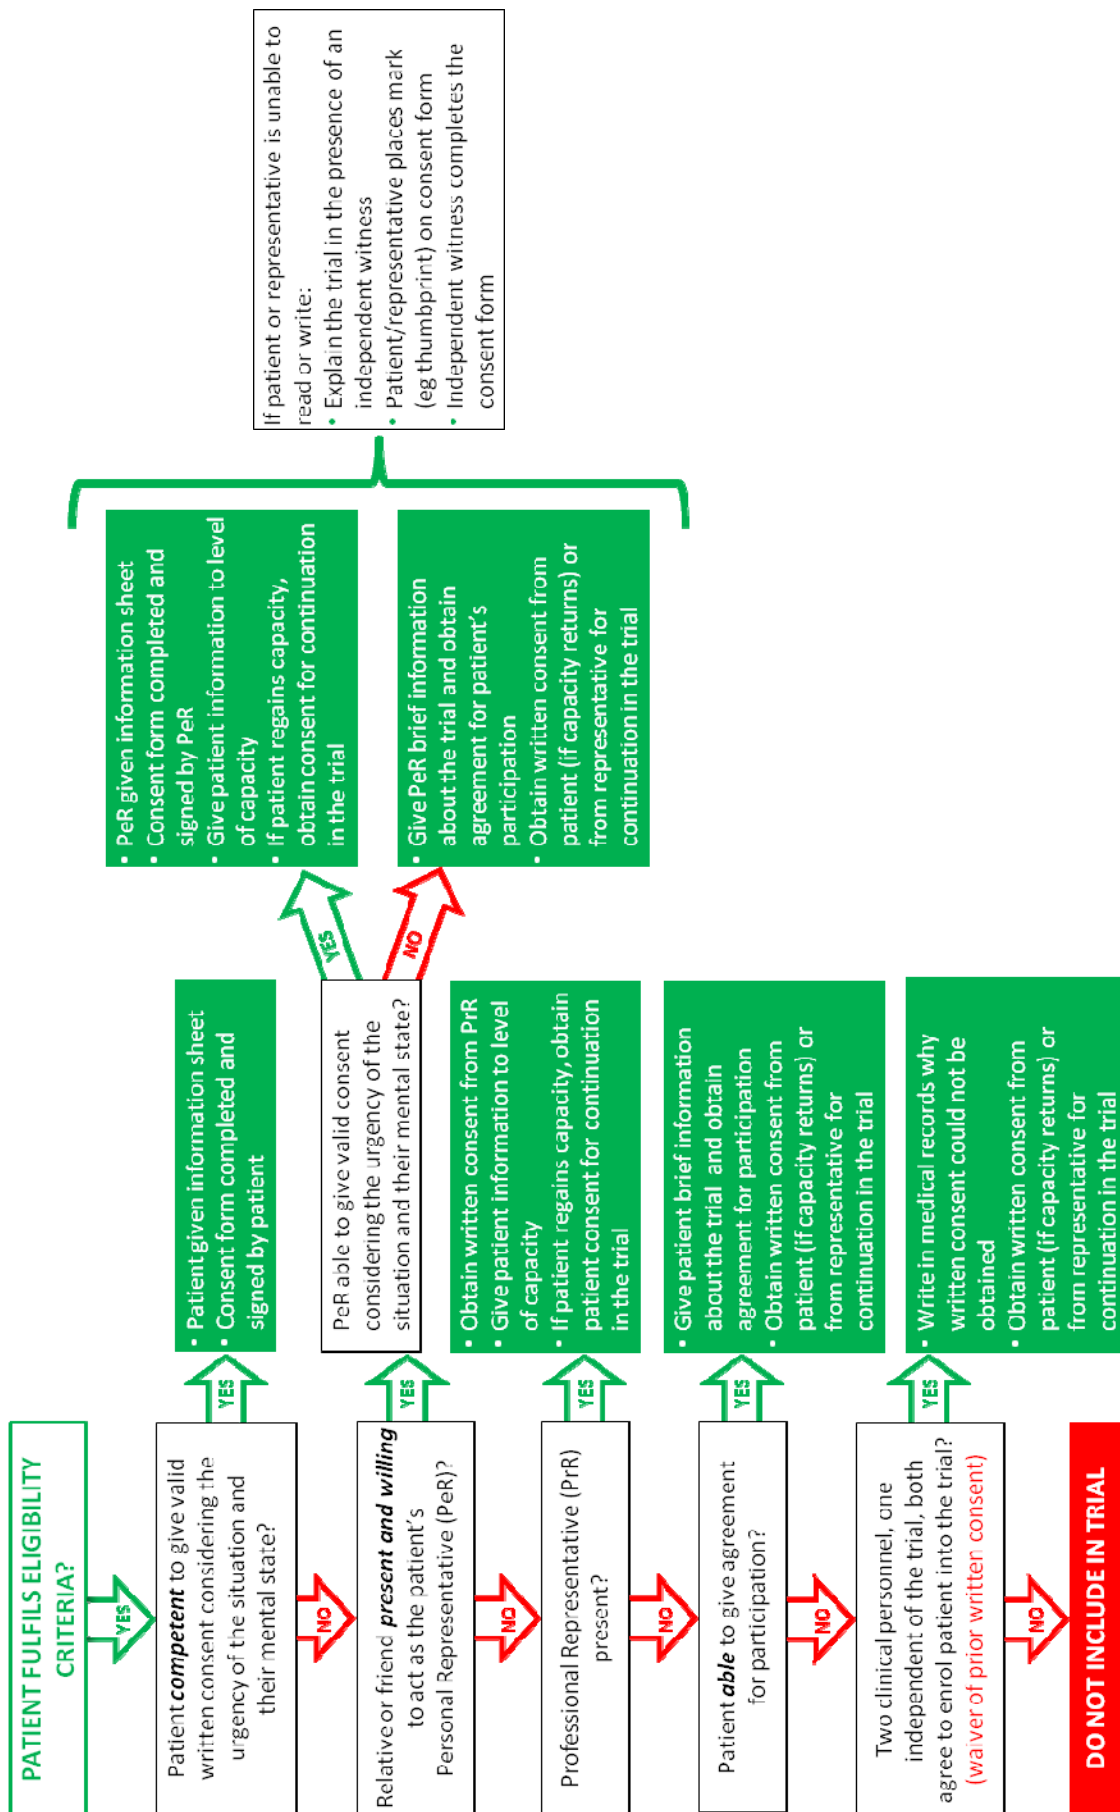 PATIENT FULFILS ELIGIBILITY
CRITERIA?
YES
Patient competent to give valid
written consent considering the
urgency of the situation and
their mental state?
YES
• Patient given information sheet
• Consent form completed and
signed by patient
NO
Relative or friend present and willing
to act as the patient's
Personal Representative (PeR)?
YES
PeR able to give valid consent
considering the urgency of the
situation and their mental state?
YES
• PeR given information sheet
• Consent form completed and
signed by PeR
• Give patient information to level
of capacity
• If patient regains capacity,
obtain consent for continuation
in the trial
NO
• Give PeR brief information
about the trial and obtain
agreement for patient's
participation
• Obtain written consent from
patient (if capacity returns) or
from representative for
continuation in the trial
If patient or representative is unable to
read or write:
• Explain the trial in the presence of an
independent witness
• Patient/representative places mark
(eg thumbprint) on consent form
• Independent witness completes the
consent form
NO
Professional Representative (PrR)
present?
YES
• Obtain written consent from PrR
• Give patient information to level
of capacity
• If patient regains capacity, obtain
patient consent for continuation
in the trial
NO
Patient able to give agreement
for participation?
YES
• Give patient brief information
about the trial and obtain
agreement for participation
• Obtain written consent from
patient (if capacity returns) or
from representative for
continuation in the trial
NO
Two clinical personnel, one
independent of the trial, both
agree to enrol patient into the trial?
(waiver of prior written consent)
YES
• Write in medical records why
written consent could not be
obtained
• Obtain written consent from
patient (if capacity returns) or
from representative for
continuation in the trial
NO
DO NOT INCLUDE IN TRIAL